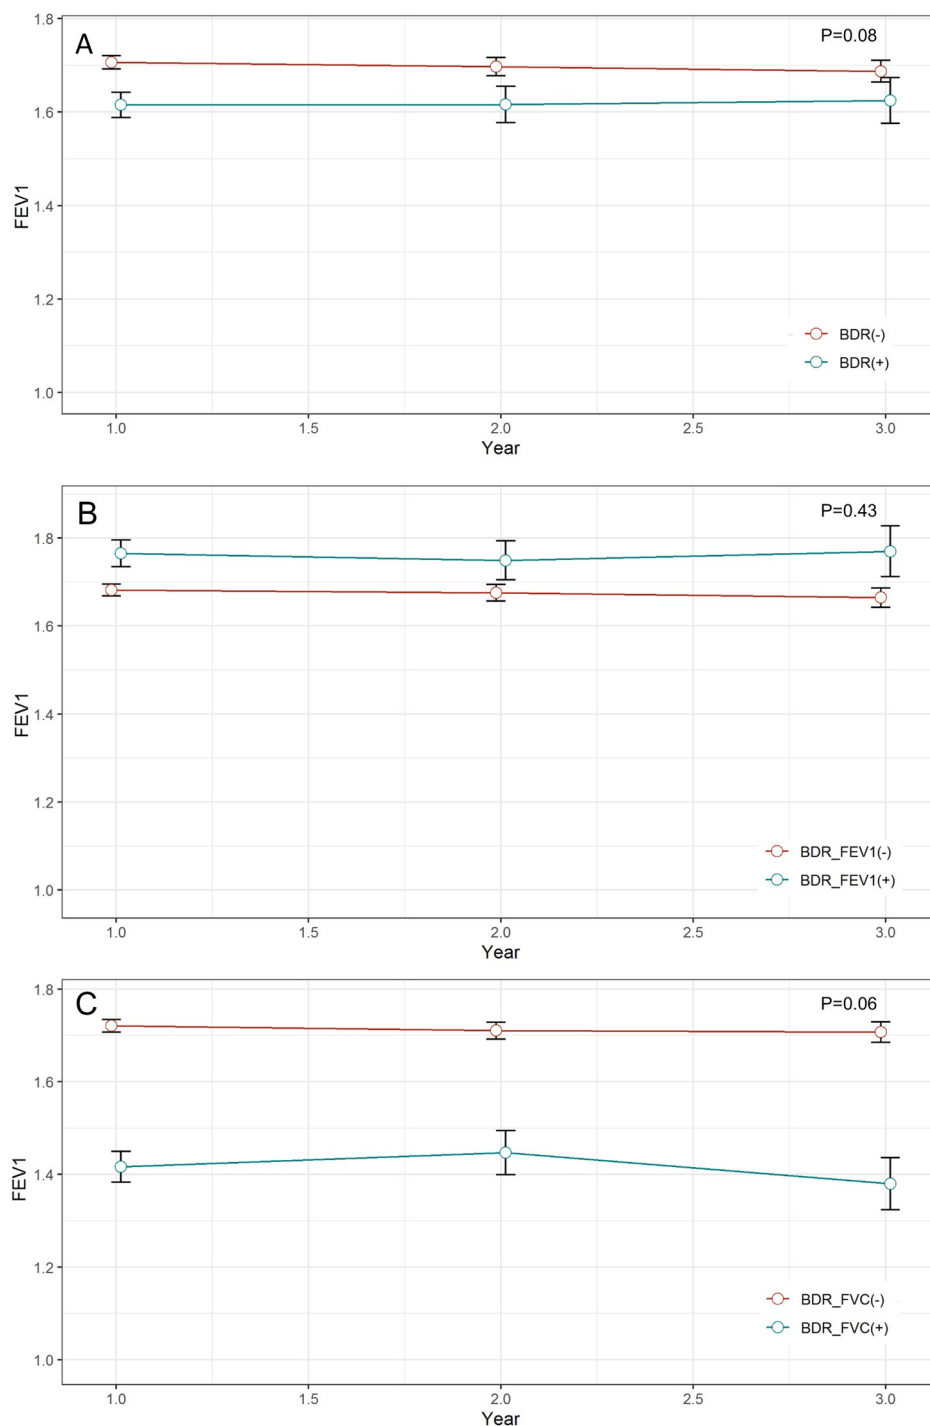 A
P=0.08
1.8
1.6
1.4
1.2
1.0
FEV1
BDR(-)
BDR(+)
1.0 1.5 2.0 2.5 3.0
Year
B
P=0.43
1.8
1.6
1.4
1.2
1.0
FEV1
BDR_FEV1(-)
BDR_FEV1(+)
1.0 1.5 2.0 2.5 3.0
Year
C
P=0.06
1.8
1.6
1.4
1.2
1.0
FEV1
BDR_FVC(-)
BDR_FVC(+)
1.0 1.5 2.0 2.5 3.0
Year